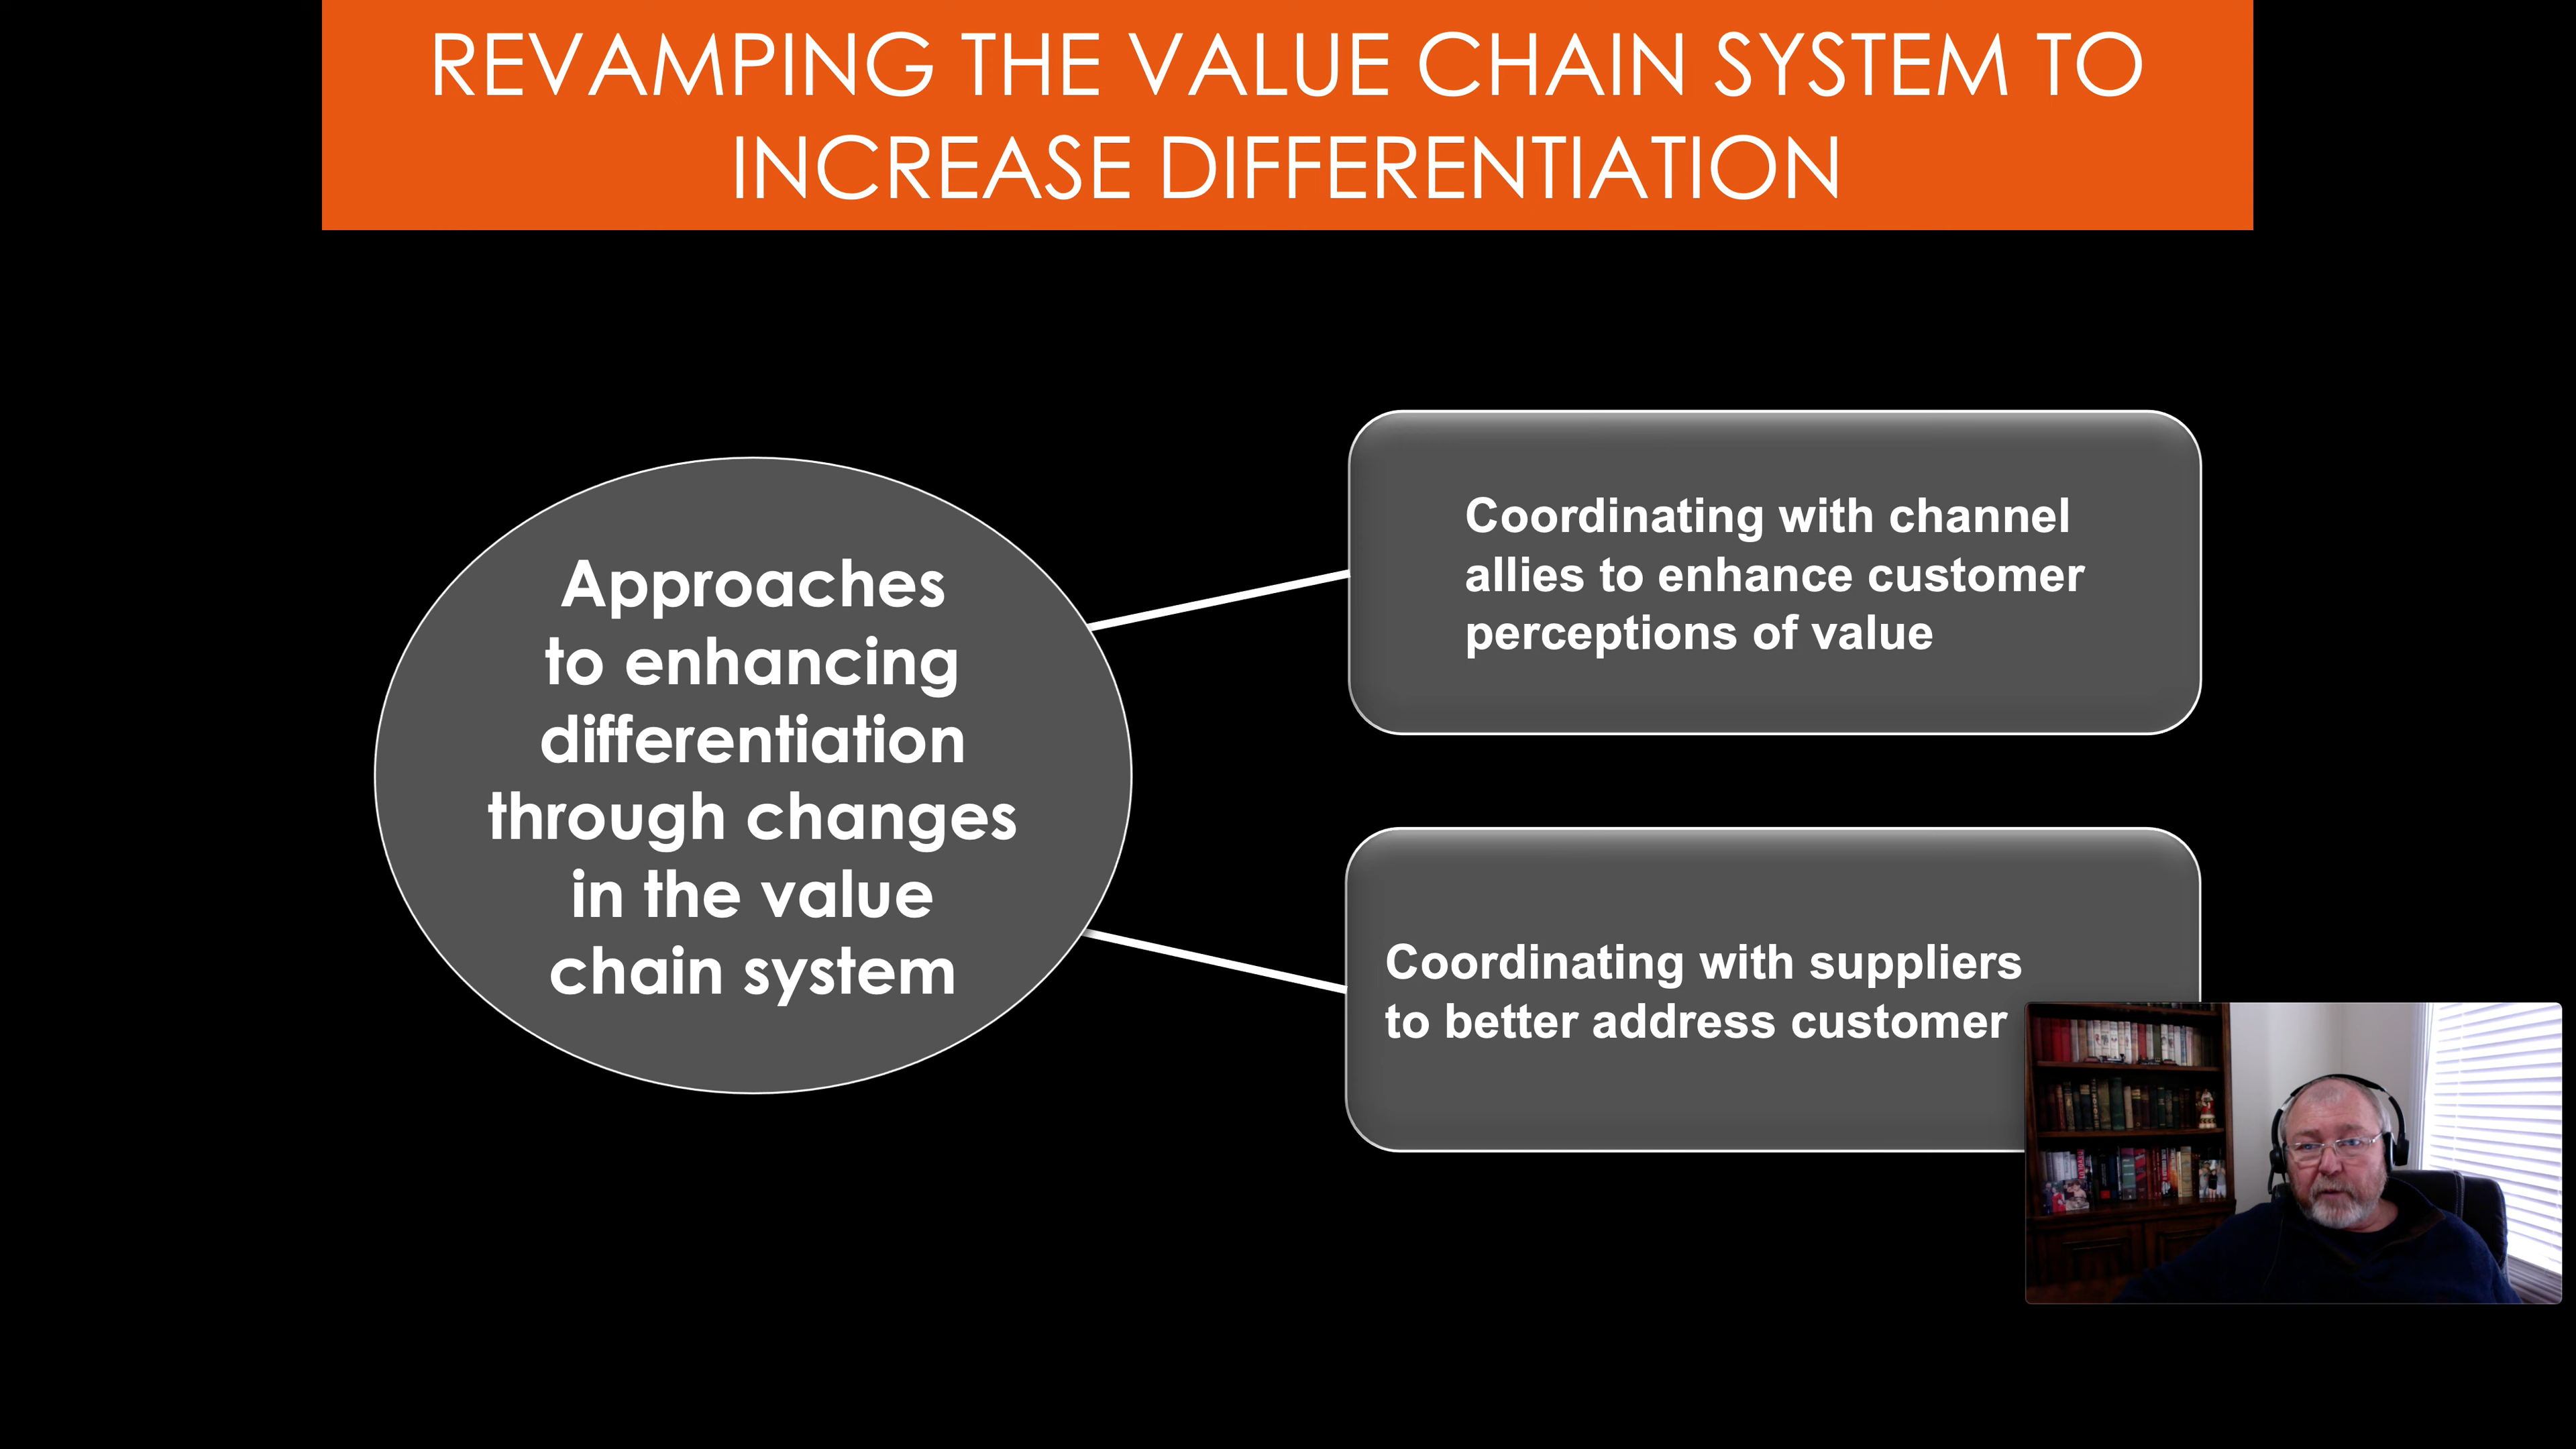 REVAMPING THE VALUE CHAIN SYSTEM TO
INCREASE DIFFERENTIATION
Approaches
to enhancing
differentiation
through changes
in the value
chain system
Coordinating with channel
allies to enhance customer
perceptions of value
Coordinating with suppliers
to better address customer